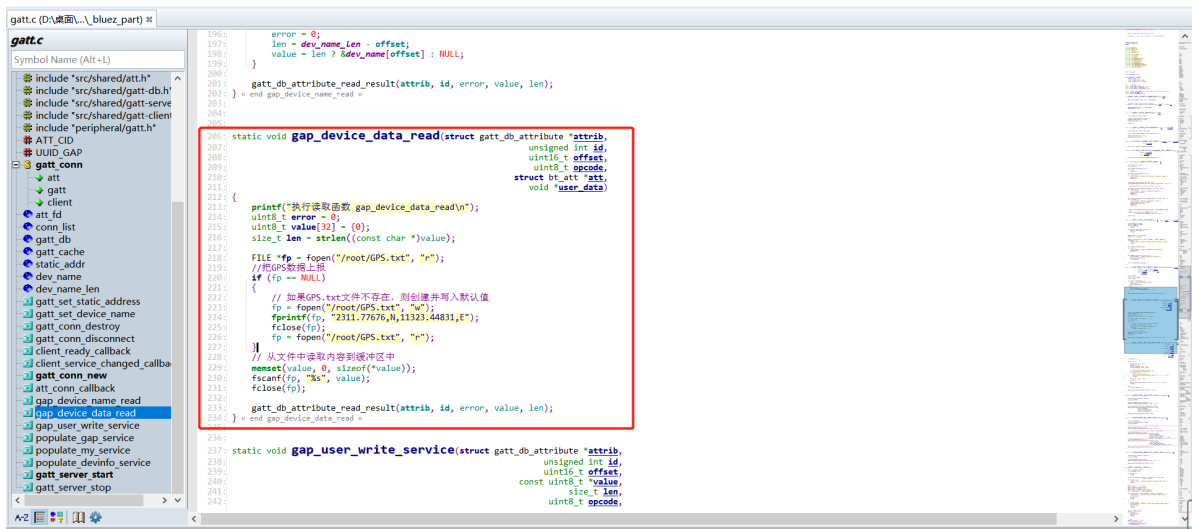 gatt.c (D:\桌面\...\_bluez_part)
gatt.c
Symbol Name (Alt+L)
include "src/shared/att.h"
include "src/shared/gatt-db.h"
include "src/shared/gatt-serve
include "src/shared/gatt-client
include "peripheral/gatt.h"
ATT_CID
UUID_GAP
gatt_conn
att
gatt
client
att_fd
conn_list
gatt_db
gatt_cache
static_addr
dev_name
dev_name_len
gatt_set_static_address
gatt_set_device_name
gatt_conn_destroy
gatt_conn_disconnect
client_ready_callback
client_service_changed_callba
gatt_conn_new
att_conn_callback
gap_device_name_read
gap_device_data_read
gap_user_write_service
populate_gap_service
populate_my_service
populate_devinfo_service
gatt_server_start
gatt_server_stop
A-Z
196: error = 0;
197: len = dev_name_len - offset;
198: value = len ? &dev_name[offset] : NULL;
199: }
200:
201: gatt_db_attribute_read_result(attrib, id, error, value, len);
202: } « end gap_device_name_read »
203:
204:
205:
206: static void gap_device_data_read(struct gatt_db_attribute *attrib,
207: unsigned int id,
208: uint16_t offset,
209: uint8_t opcode,
210: struct bt_att *att,
211: void *user_data)
212: {
213: printf("执行读取函数 gap_device_data_read\n");
214: uint8_t error = 0;
215: uint8_t value[32] = {0};
216: size_t len = strlen((const char *)value);
217:
218: FILE *fp = fopen("/root/GPS.txt", "r");
219: //把GPS数据上报
220: if (fp == NULL)
221: {
222: // 如果GPS.txt文件不存在，则创建并写入默认值
223: fp = fopen("/root/GPS.txt", "w");
224: fprintf(fp, "2311.77676,N,11323.44831,E");
225: fclose(fp);
226: fp = fopen("/root/GPS.txt", "r");
227: }
228: // 从文件中读取内容到缓冲区中
229: memset(value, 0, sizeof(*value));
230: fscanf(fp, "%s", value);
231: fclose(fp);
232:
233: gatt_db_attribute_read_result(attrib, id, error, value, len);
234: } « end gap_device_data_read »
236:
237: static void gap_user_write_service(struct gatt_db_attribute *attrib,
238: unsigned int id,
239: uint16_t offset,
240: const uint8_t *value,
241: size_t len,
242: uint8_t opcode,